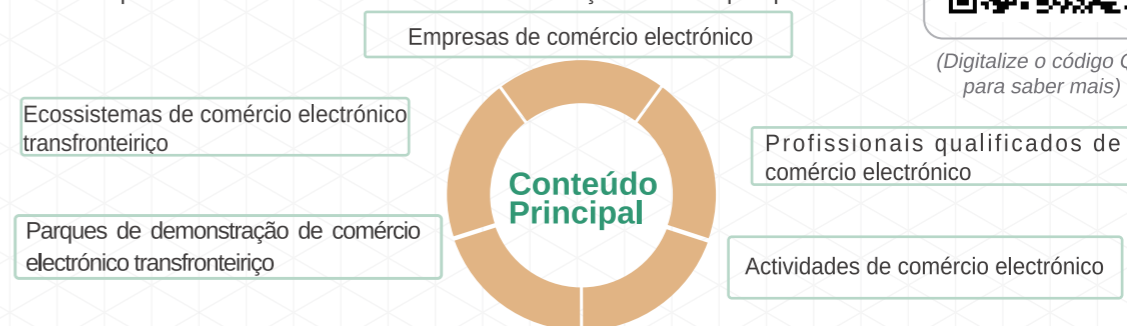 Empresas de comércio electrónico
(Digitalize o código
para saber mais)
Ecossistemas de comércio electrónico
transfronteiriço
Profissionais qualificados de
comércio electrónico
Conteúdo
Principal
Parques de demonstração de comércio
electrónico transfronteiriço
Actividades de comércio electrónico